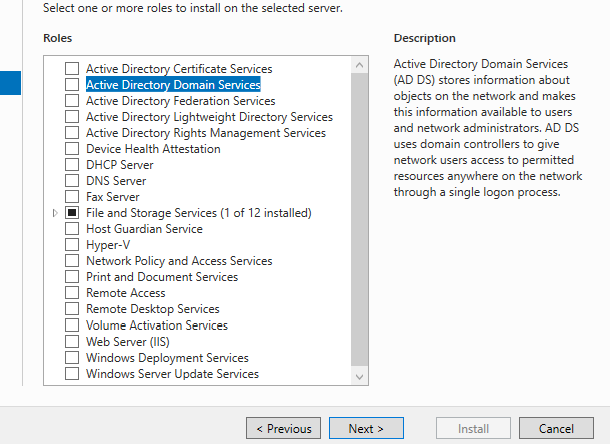 Select one or more roles to install on the selected server.
Roles
Active Directory Certificate Services
Active Directory Domain Services
Active Directory Federation Services
Active Directory Lightweight Directory Services
Active Directory Rights Management Services
Device Health Attestation
DHCP Server
DNS Server
Fax Server
File and Storage Services (1 of 12 installed)
Host Guardian Service
Hyper-V
Network Policy and Access Services
Print and Document Services
Remote Access
Remote Desktop Services
Volume Activation Services
Web Server (IIS)
Windows Deployment Services
Windows Server Update Services
Description
Active Directory Domain Services
(AD DS) stores information about
objects on the network and makes
this information available to users
and network administrators. AD DS
uses domain controllers to give
network users access to permitted
resources anywhere on the network
through a single logon process.
< Previous
Next >
Install
Cancel